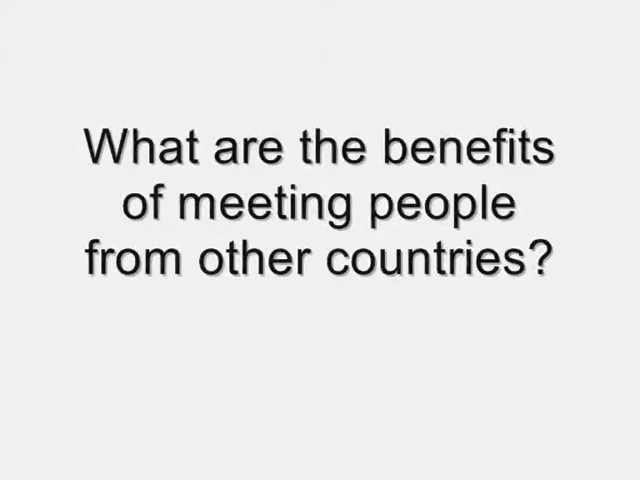 What are the benefits
of meeting people
from other countries?